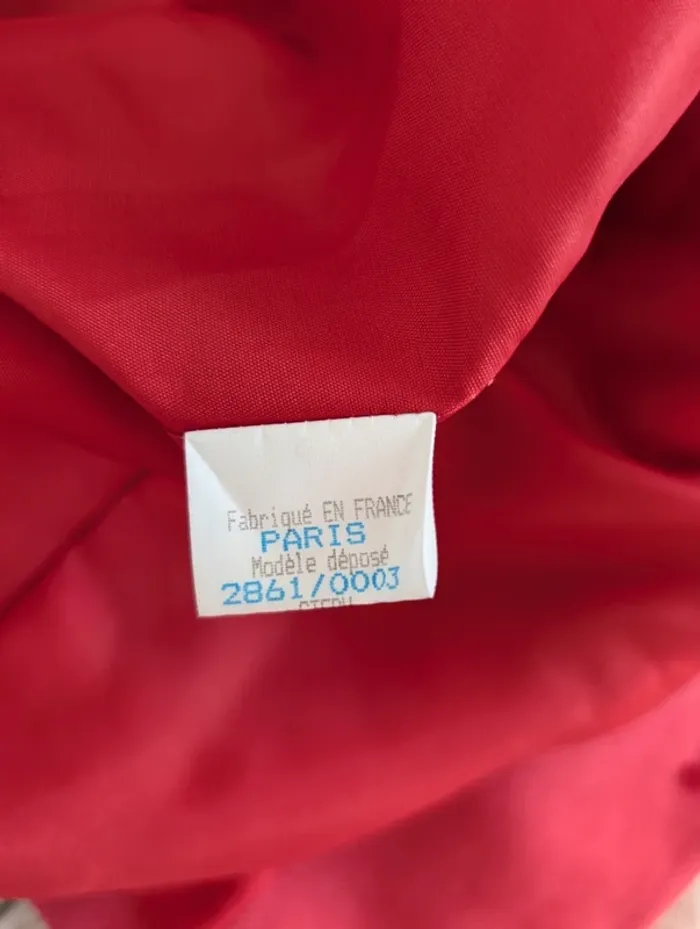 Fabriqué EN FRANCE
PARIS
Modèle déposé
2861/0003